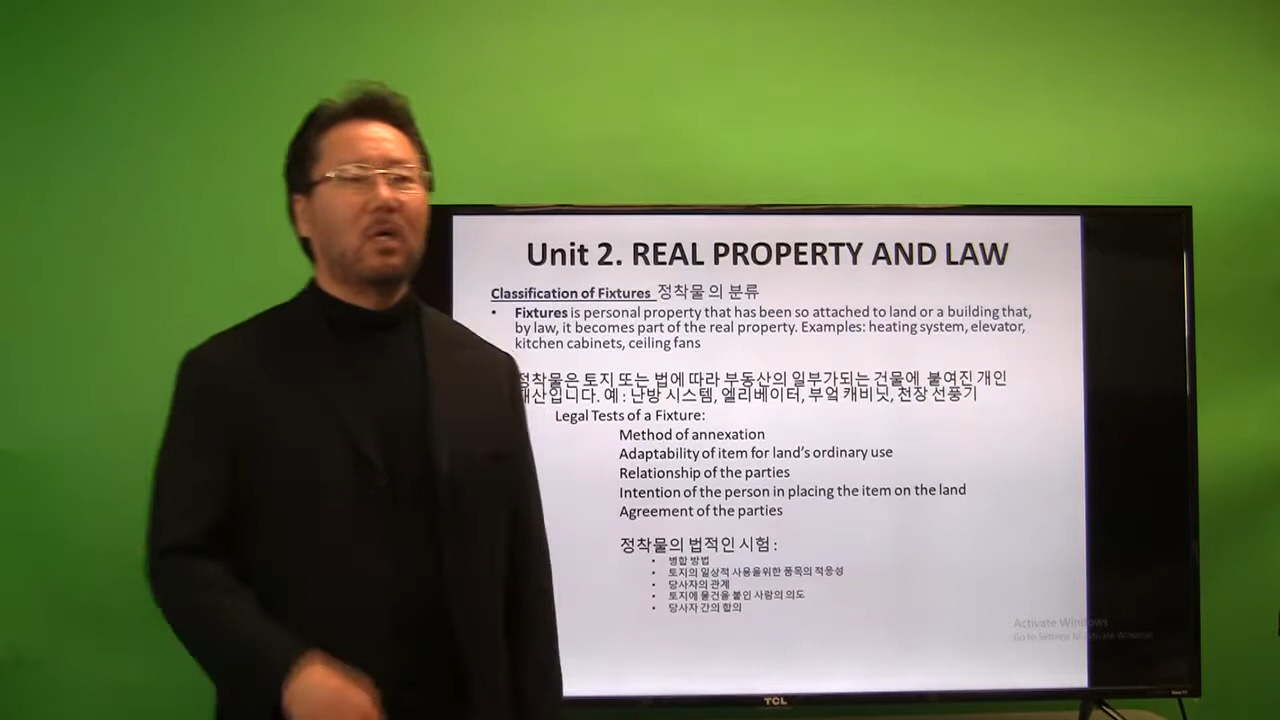 Unit 2. REAL PROPERTY AND LAW
Classification of Fixtures 정착물의 분류
• Fixtures is personal property that has been so attached to land or a building that,
by law, it becomes part of the real property. Examples: heating system, elevator,
kitchen cabinets, ceiling fans
정착물은 토지 또는 법에 따라 부동산의 일부가되는 건물에 붙여진 개인
재산입니다. 예 : 난방 시스템, 엘리베이터, 부엌 캐비닛, 천장 선풍기
Legal Tests of a Fixture:
Method of annexation
Adaptability of item for land's ordinary use
Relationship of the parties
Intention of the person in placing the item on the land
Agreement of the parties
정착물의 법적인 시험 :
• 병합 방법
• 토지의 일상적 사용을위한 품목의 적응성
• 당사자의 관계
• 토지에 물건을 붙인 사람의 의도
• 당사자 간의 합의
Activate Windows
Go to Settings to Activate Windows.
TCL
Roku TV